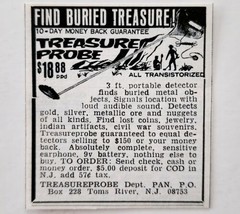 FIND BURIED TREASURE!
10-DAY MONEY BACK GUARANTEE
TREASURE
PROBE
$18.88
ppd
ALL TRANSISTORIZED
3 ft. portable detector
finds buried metal ob-
jects, Signals location with
loud audible sound. Detects
gold, silver, metallic ore and nuggets
of all kinds, Find lost coins, jewelry,
indian artifacts, civil war souvenirs.
Treasureprobe guaranteed to equal de-
tectors selling to $150 or your money
back. Absolutely complete, sensitive
earphone, 9v battery, nothing else to
buy. TO ORDER: Send check, cash or
money order, $5.00 deposit for COD in
N.J. add 57¢ tax.
TREASUREPROBE Dept. PAN, P.O.
Box 228 Toms River, N.J. 08753